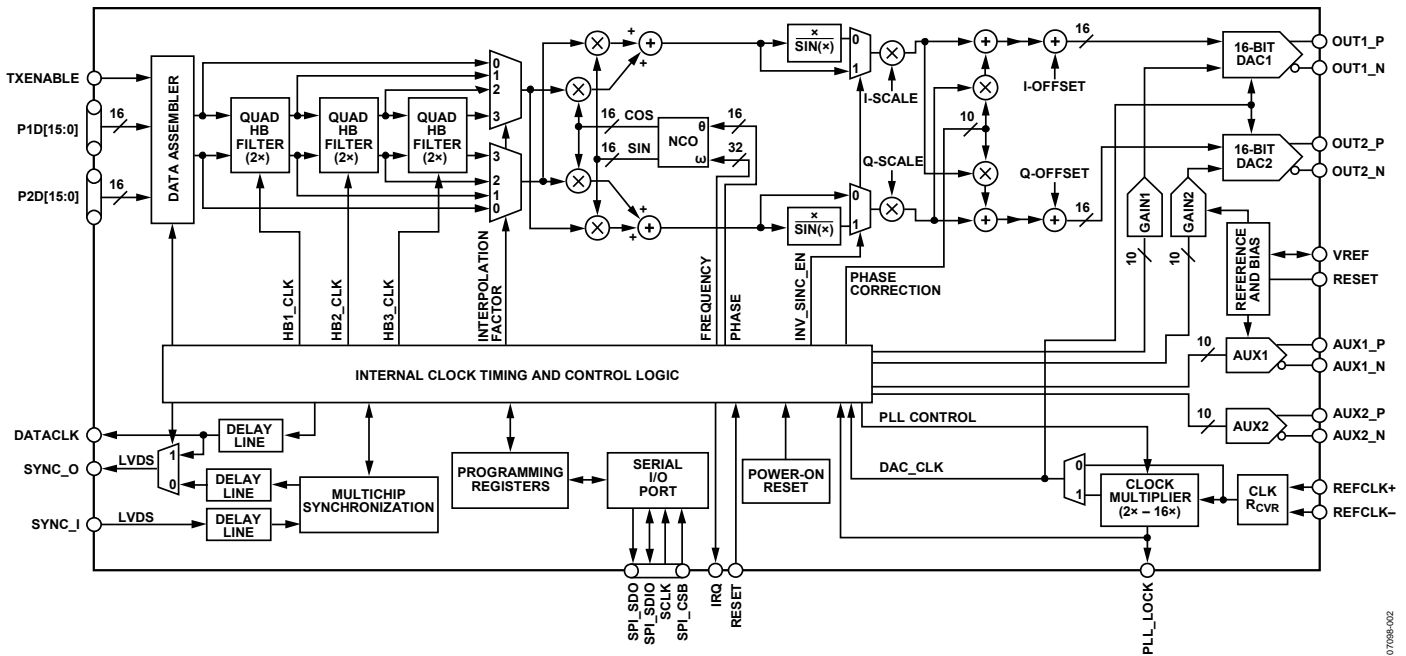 TXENABLE
P1D[15:0]
16
P2D[15:0]
16
DATA ASSEMBLER
QUAD
HB
FILTER
(2×)
QUAD
HB
FILTER
(2×)
QUAD
HB
FILTER
(2×)
0
1
2
3
3
2
1
0
HB1_CLK
HB2_CLK
HB3_CLK
INTERPOLATION
FACTOR
×
×
×
×
+
+
+
+
+
+
16
COS
16
SIN
NCO
θ
ω
16
32
FREQUENCY
PHASE
×
SIN(×)
×
SIN(×)
0
1
0
1
INV_SINC_EN
×
I-SCALE
Q-SCALE
×
10
PHASE
CORRECTION
+
×
×
+
+
I-OFFSET
Q-OFFSET
+
16
16
16-BIT
DAC1
16-BIT
DAC2
GAIN1
GAIN2
10
10
REFERENCE
AND BIAS
10
AUX1
10
AUX2
OUT1_P
OUT1_N
OUT2_P
OUT2_N
VREF
RESET
AUX1_P
AUX1_N
AUX2_P
AUX2_N
REFCLK+
REFCLK–
INTERNAL CLOCK TIMING AND CONTROL LOGIC
DATACLK
SYNC_O
SYNC_I
LVDS
LVDS
1
0
DELAY
LINE
DELAY
LINE
DELAY
LINE
MULTICHIP
SYNCHRONIZATION
PROGRAMMING
REGISTERS
SERIAL
I/O
PORT
POWER-ON
RESET
PLL CONTROL
DAC_CLK
0
1
CLOCK
MULTIPLIER
(2× – 16×)
CLK
RCVR
SPI_SDO
SPI_SDIO
SCLK
SPI_CSB
IRQ
RESET
PLL_LOCK
07098-002